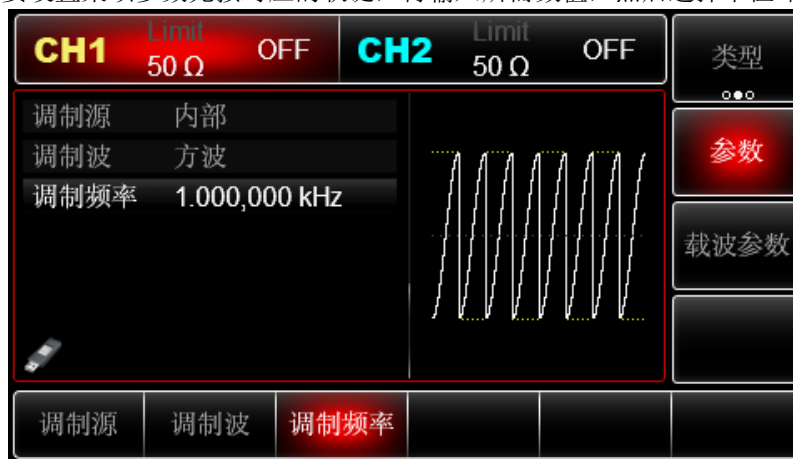 CH1 Limit OFF
50 Ω
CH2 Limit OFF
50 Ω
类型
参数
载波参数
调制源 内部
调制波 方波
调制频率 1.000,000 kHz
调制源 调制波 调制频率